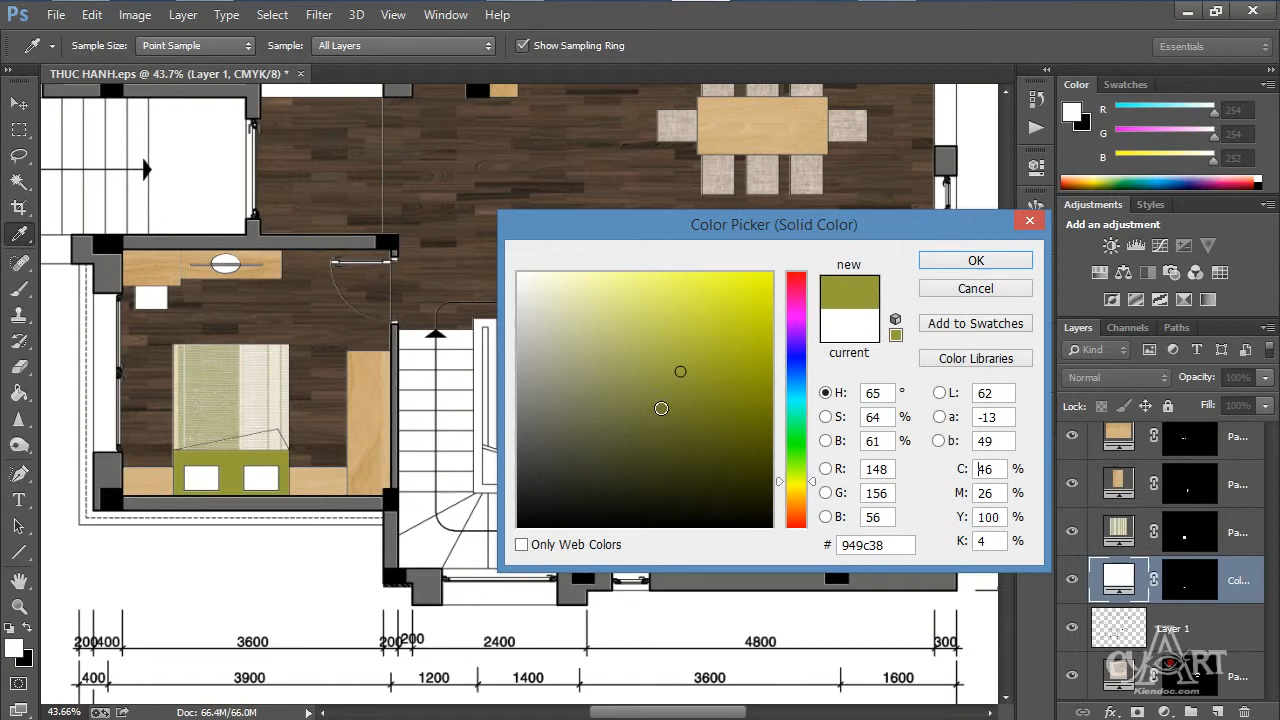 Ps File Edit Image Layer Type Select Filter 3D View Window Help
Sample Size: Point Sample Sample: All Layers Show Sampling Ring Essentials
THUC HANH.eps @ 43.7% (Layer 1, CMYK/8) * ×
Color Swatches
R 254
G 254
B 252
Adjustments Styles
Add an adjustment
Layers Channels Paths
Kind
Normal Opacity: 100%
Lock: Fill: 100%
Pa...
Pa...
Pa...
Col...
Layer 1
Pa...
Color Picker (Solid Color)
new
current
OK
Cancel
Add to Swatches
Color Libraries
H: 65 °
S: 64 %
B: 61 %
R: 148
G: 156
B: 56
L: 62
a: -13
b: 49
C: 46 %
M: 26 %
Y: 100 %
K: 4 %
# 949c38
Only Web Colors
200 400 3600 200 200 2400 4800 300
400 3900 1200 1400 3600 1600
ART
Kiendoc.com
43.66% Doc: 66.4M/66.0M
fx